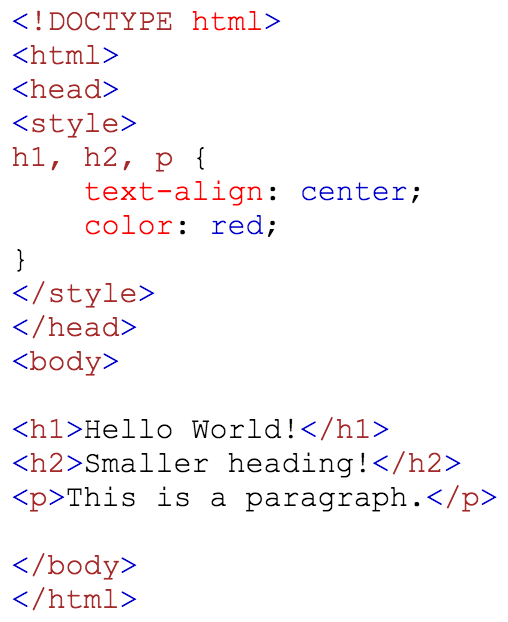 <!DOCTYPE html>
<html>
<head>
<style>
h1, h2, p {
    text-align: center;
    color: red;
}
</style>
</head>
<body>

<h1>Hello World!</h1>
<h2>Smaller heading!</h2>
<p>This is a paragraph.</p>

</body>
</html>